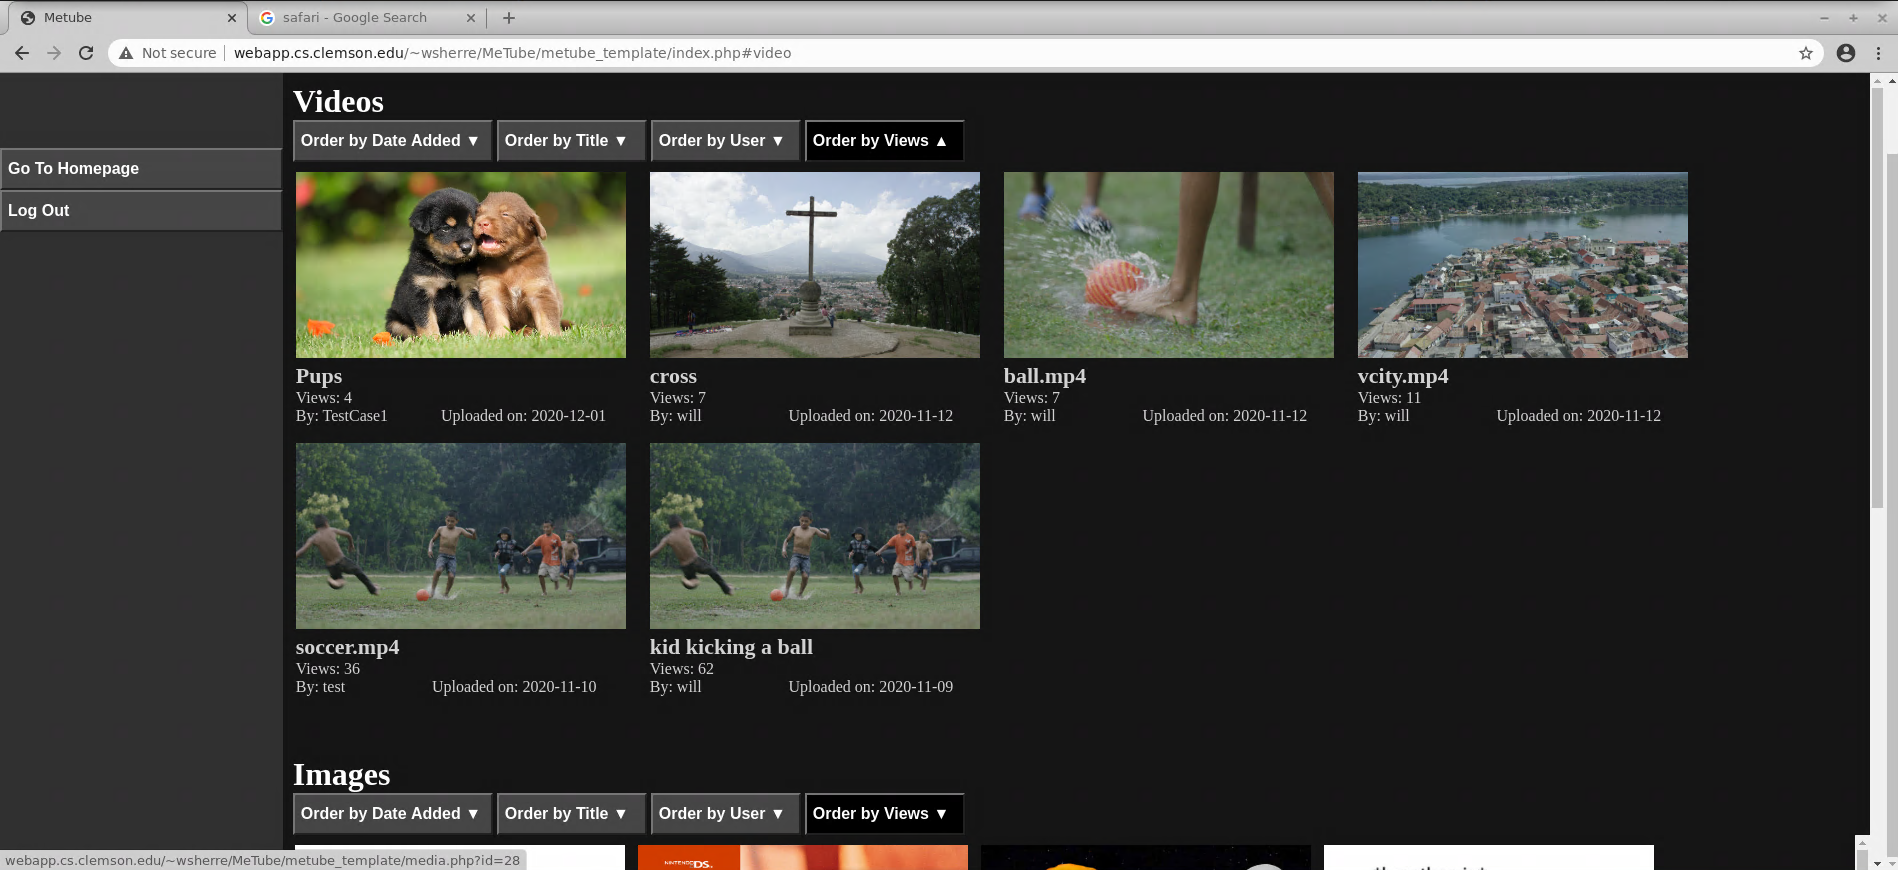 Metube
safari - Google Search
Not secure
webapp.cs.clemson.edu/~wsherre/MeTube/metube_template/index.php#video
Go To Homepage
Log Out
Videos
Order by Date Added ▼ Order by Title ▼ Order by User ▼ Order by Views ▲
Pups
Views: 4
By: TestCase1 Uploaded on: 2020-12-01
cross
Views: 7
By: will Uploaded on: 2020-11-12
ball.mp4
Views: 7
By: will Uploaded on: 2020-11-12
vcity.mp4
Views: 11
By: will Uploaded on: 2020-11-12
soccer.mp4
Views: 36
By: test Uploaded on: 2020-11-10
kid kicking a ball
Views: 62
By: will Uploaded on: 2020-11-09
Images
Order by Date Added ▼ Order by Title ▼ Order by User ▼ Order by Views ▼
NINTENDO DS
webapp.cs.clemson.edu/~wsherre/MeTube/metube_template/media.php?id=28